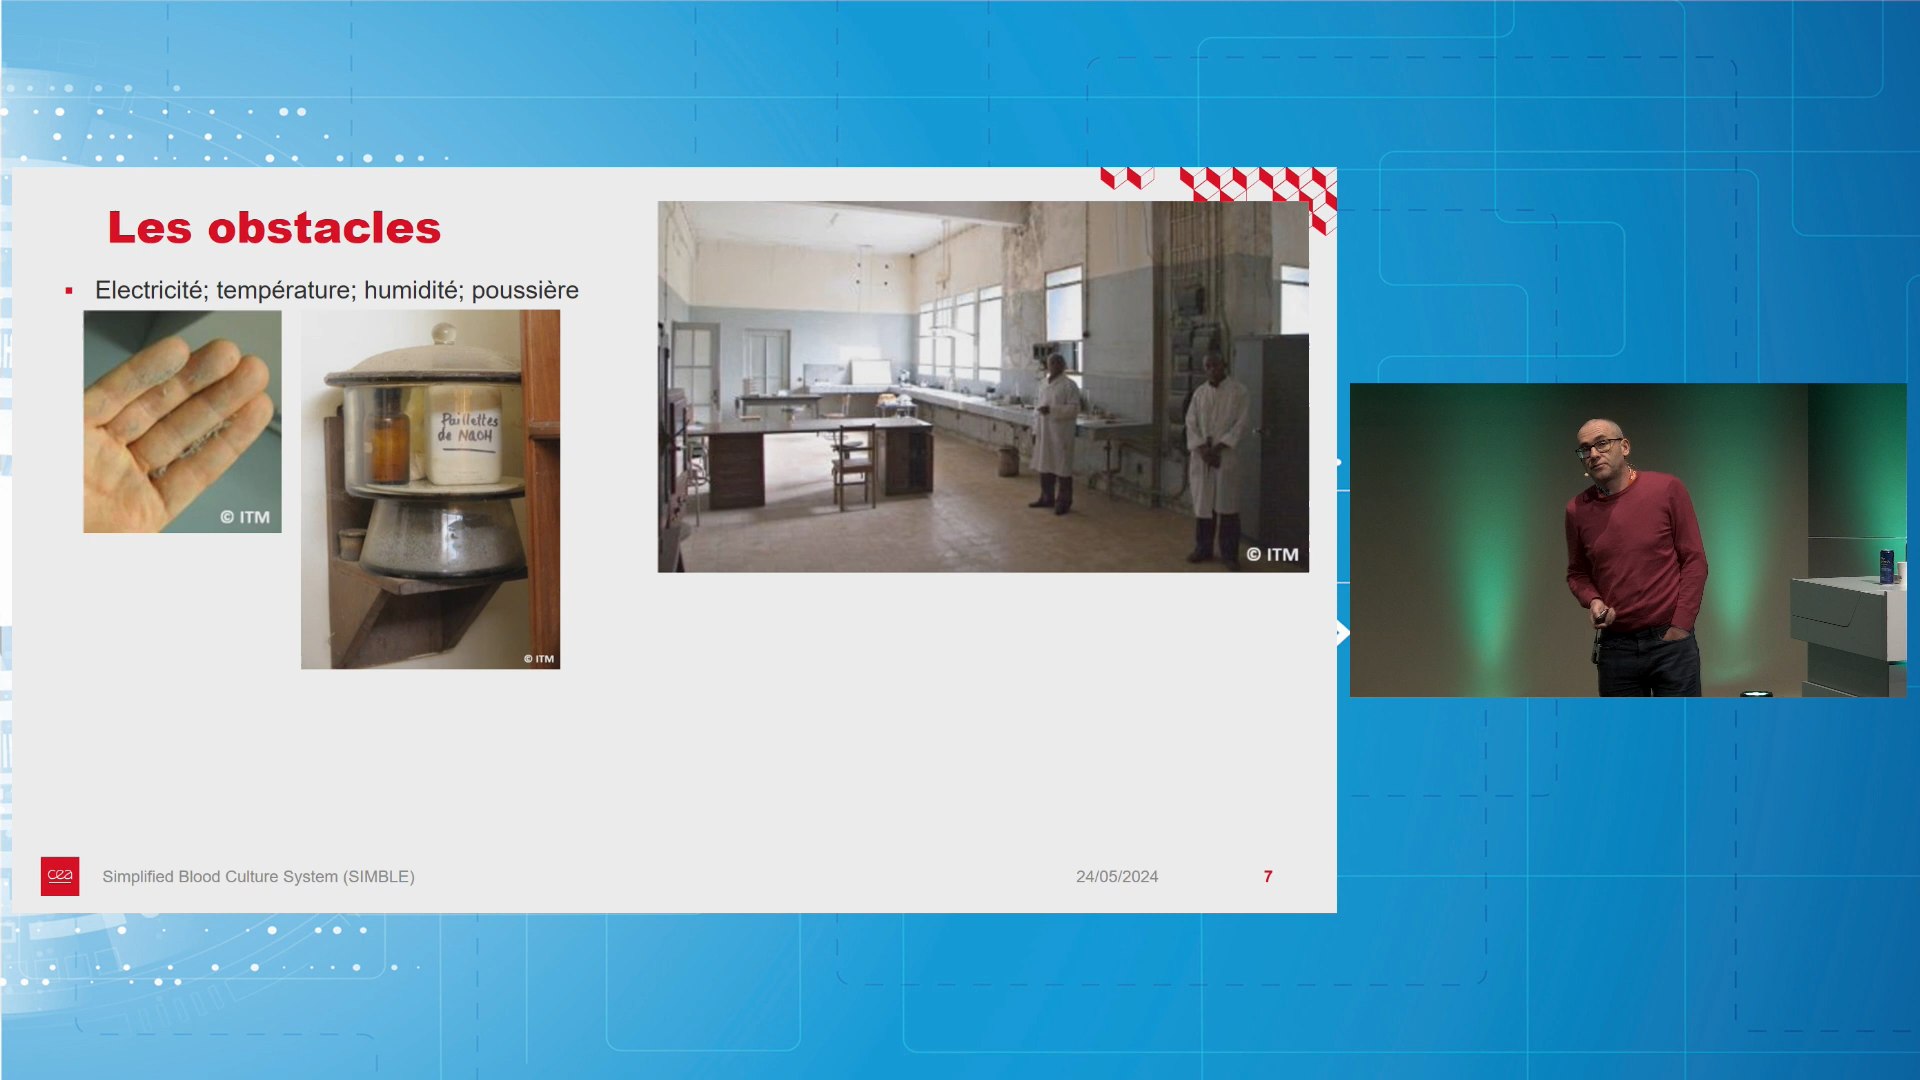 Les obstacles
Electricité; température; humidité; poussière
© ITM
Paillettes
de NaOH
© ITM
© ITM
cea
Simplified Blood Culture System (SIMBLE)
24/05/2024
7